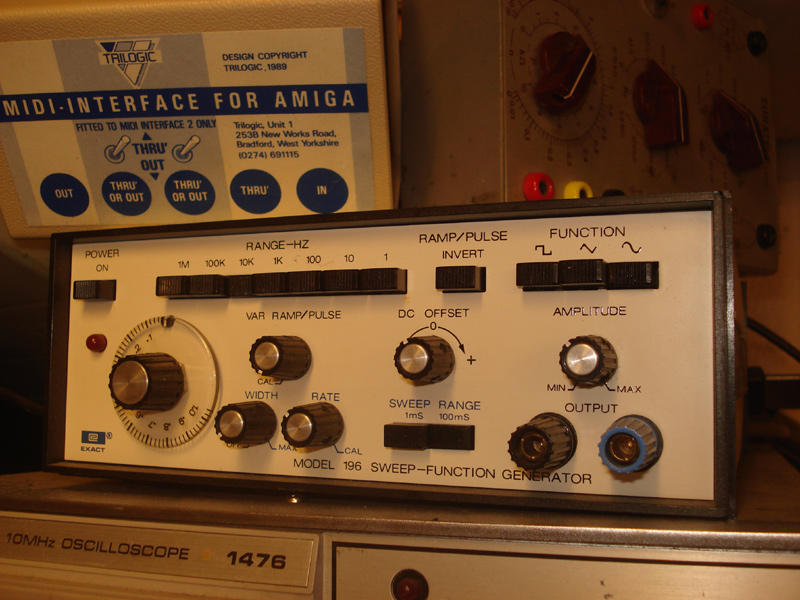 TRILOGIC
DESIGN COPYRIGHT
TRILOGIC, 1989
MIDI-INTERFACE FOR AMIGA
FITTED TO MIDI INTERFACE 2 ONLY
THRU'
OUT
Trilogic, Unit 1
253B New Works Road,
Bradford, West Yorkshire
(0274) 691115
OUT
THRU' OR OUT
THRU' OR OUT
THRU'
IN
POWER
ON
RANGE-HZ
1M 100K 10K 1K 100 10 1
RAMP/PULSE
INVERT
FUNCTION
VAR RAMP/PULSE
CAL
DC OFFSET
0
+
AMPLITUDE
MIN MAX
WIDTH
OFF MAX
RATE
CAL
SWEEP RANGE
1mS 100mS
OUTPUT
EXACT
®
MODEL 196 SWEEP-FUNCTION GENERATOR
10MHz OSCILLOSCOPE 1476